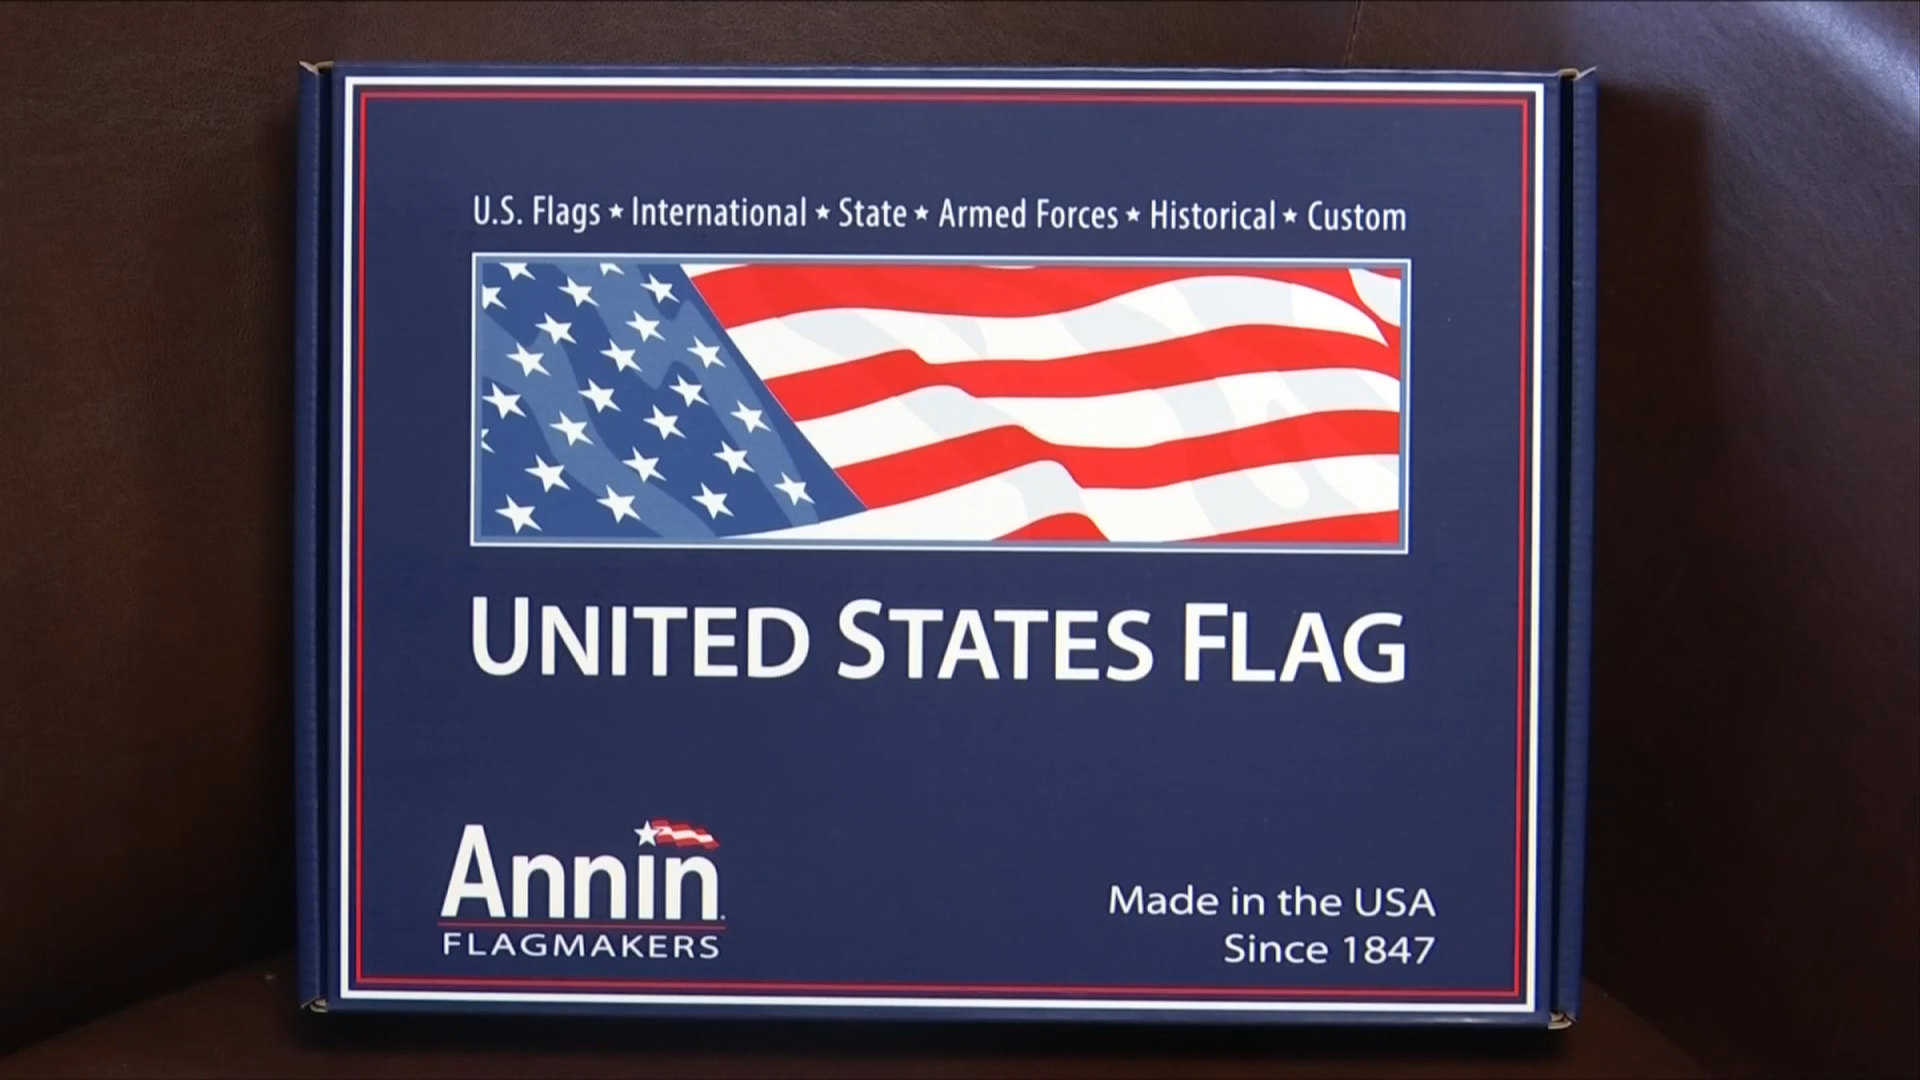 U.S. Flags ★ International ★ State ★ Armed Forces ★ Historical ★ Custom
UNITED STATES FLAG
Annin
FLAGMAKERS
Made in the USA
Since 1847